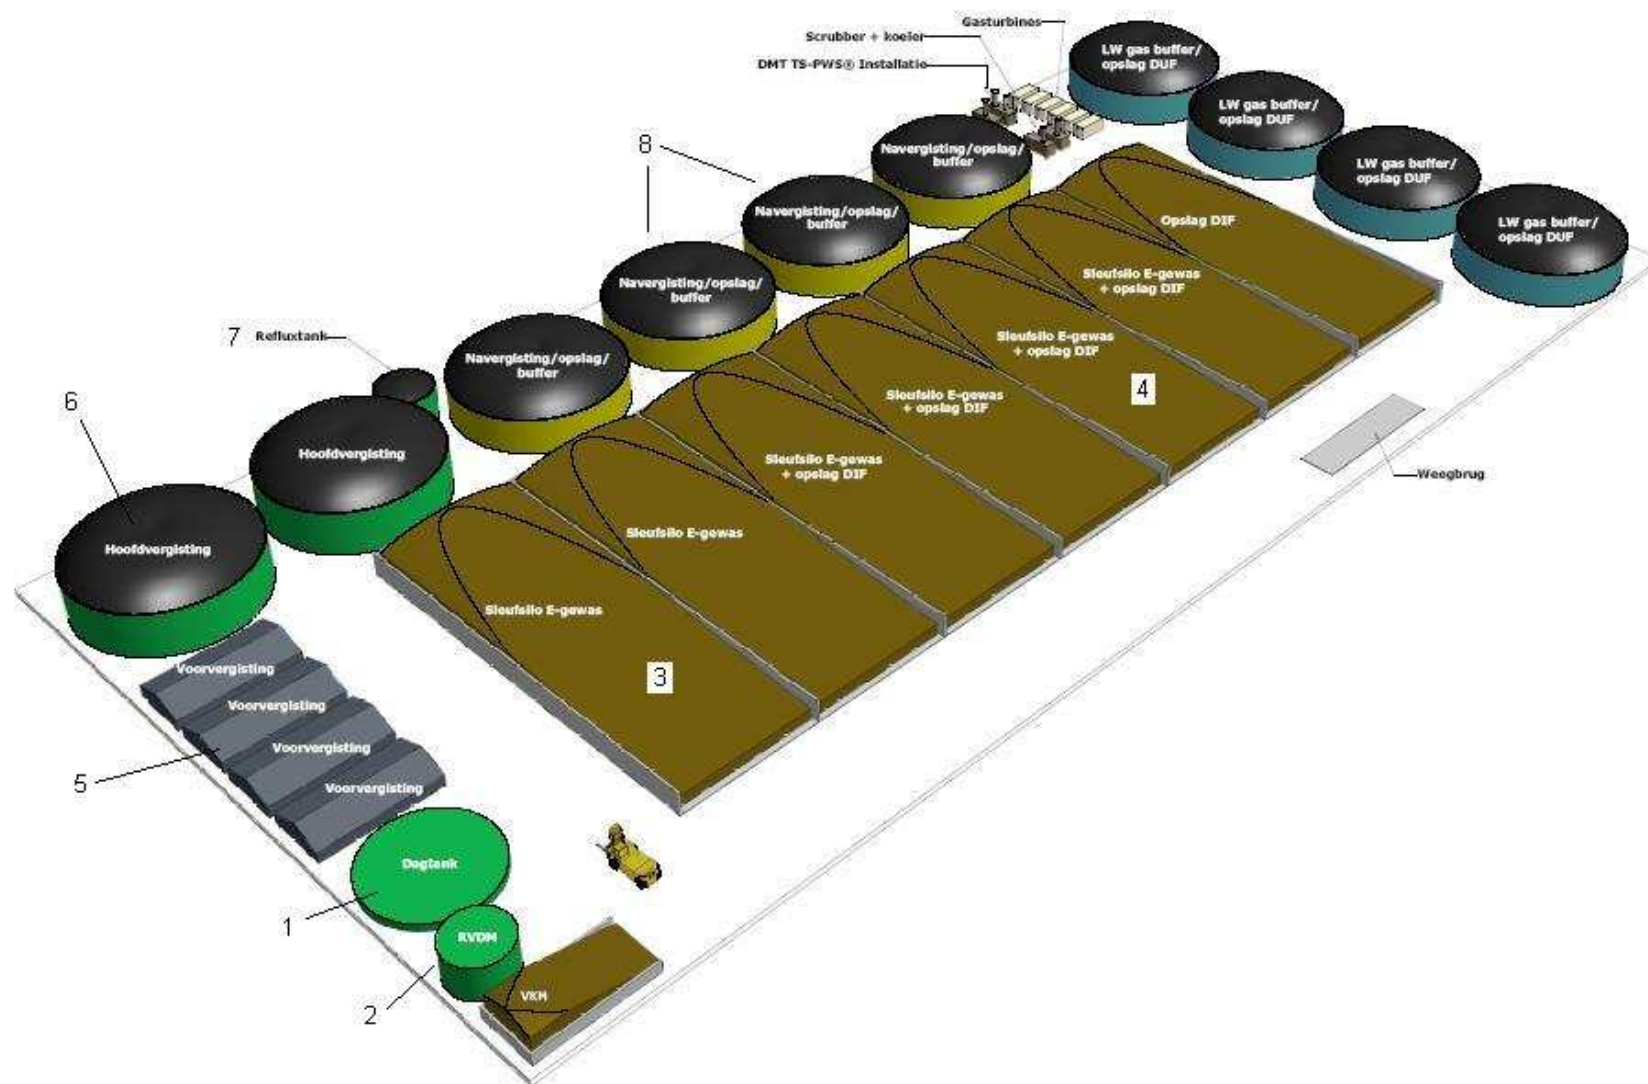 Gasturbines
Scrubber + koeler
DMT TS-PWS® Installatie
LW gas buffer/
opslag DUF
LW gas buffer/
opslag DUF
LW gas buffer/
opslag DUF
LW gas buffer/
opslag DUF
8
Navergisting/opslag/
buffer
Navergisting/opslag/
buffer
Navergisting/opslag/
buffer
Navergisting/opslag/
buffer
Opslag DIF
Sleufsilo E-gewas
+ opslag DIF
Sleufsilo E-gewas
+ opslag DIF
4
Sleufsilo E-gewas
+ opslag DIF
Sleufsilo E-gewas
+ opslag DIF
Sleufsilo E-gewas
Sleufsilo E-gewas
3
7
Refluxtank
6
Hoofdvergisting
Hoofdvergisting
Weegbrug
Voorvergisting
Voorvergisting
Voorvergisting
Voorvergisting
5
Dagtank
1
RVDM
2
VKM